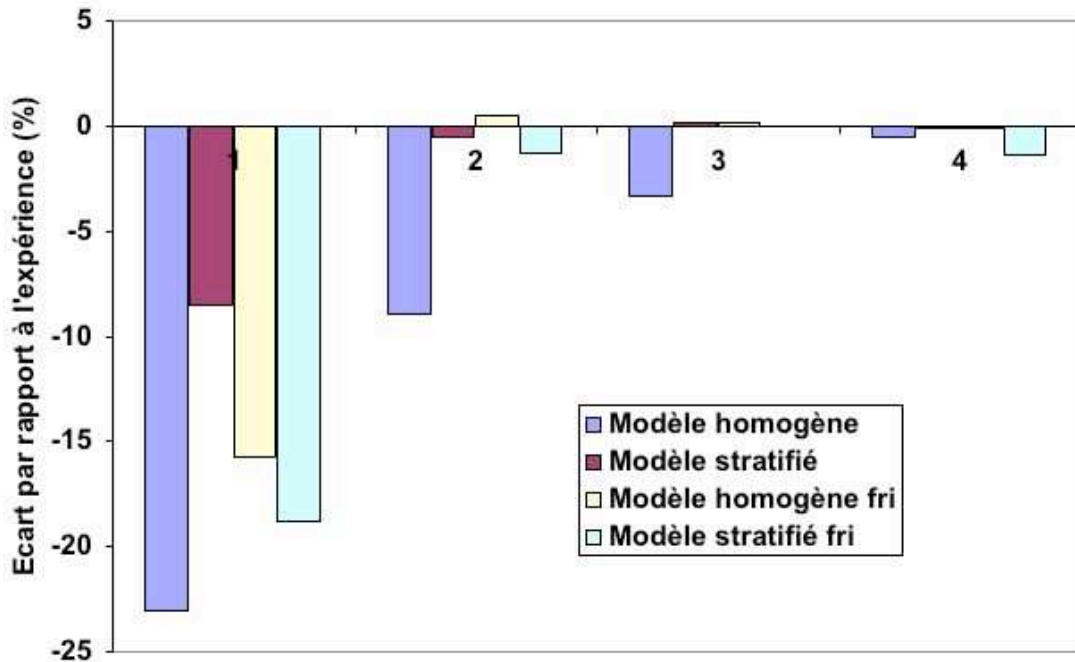 5
0
-5
-10
-15
-20
-25
Ecart par rapport à l'expérience (%)
1
2
3
4
Modèle homogène
Modèle stratifié
Modèle homogène fri
Modèle stratifié fri